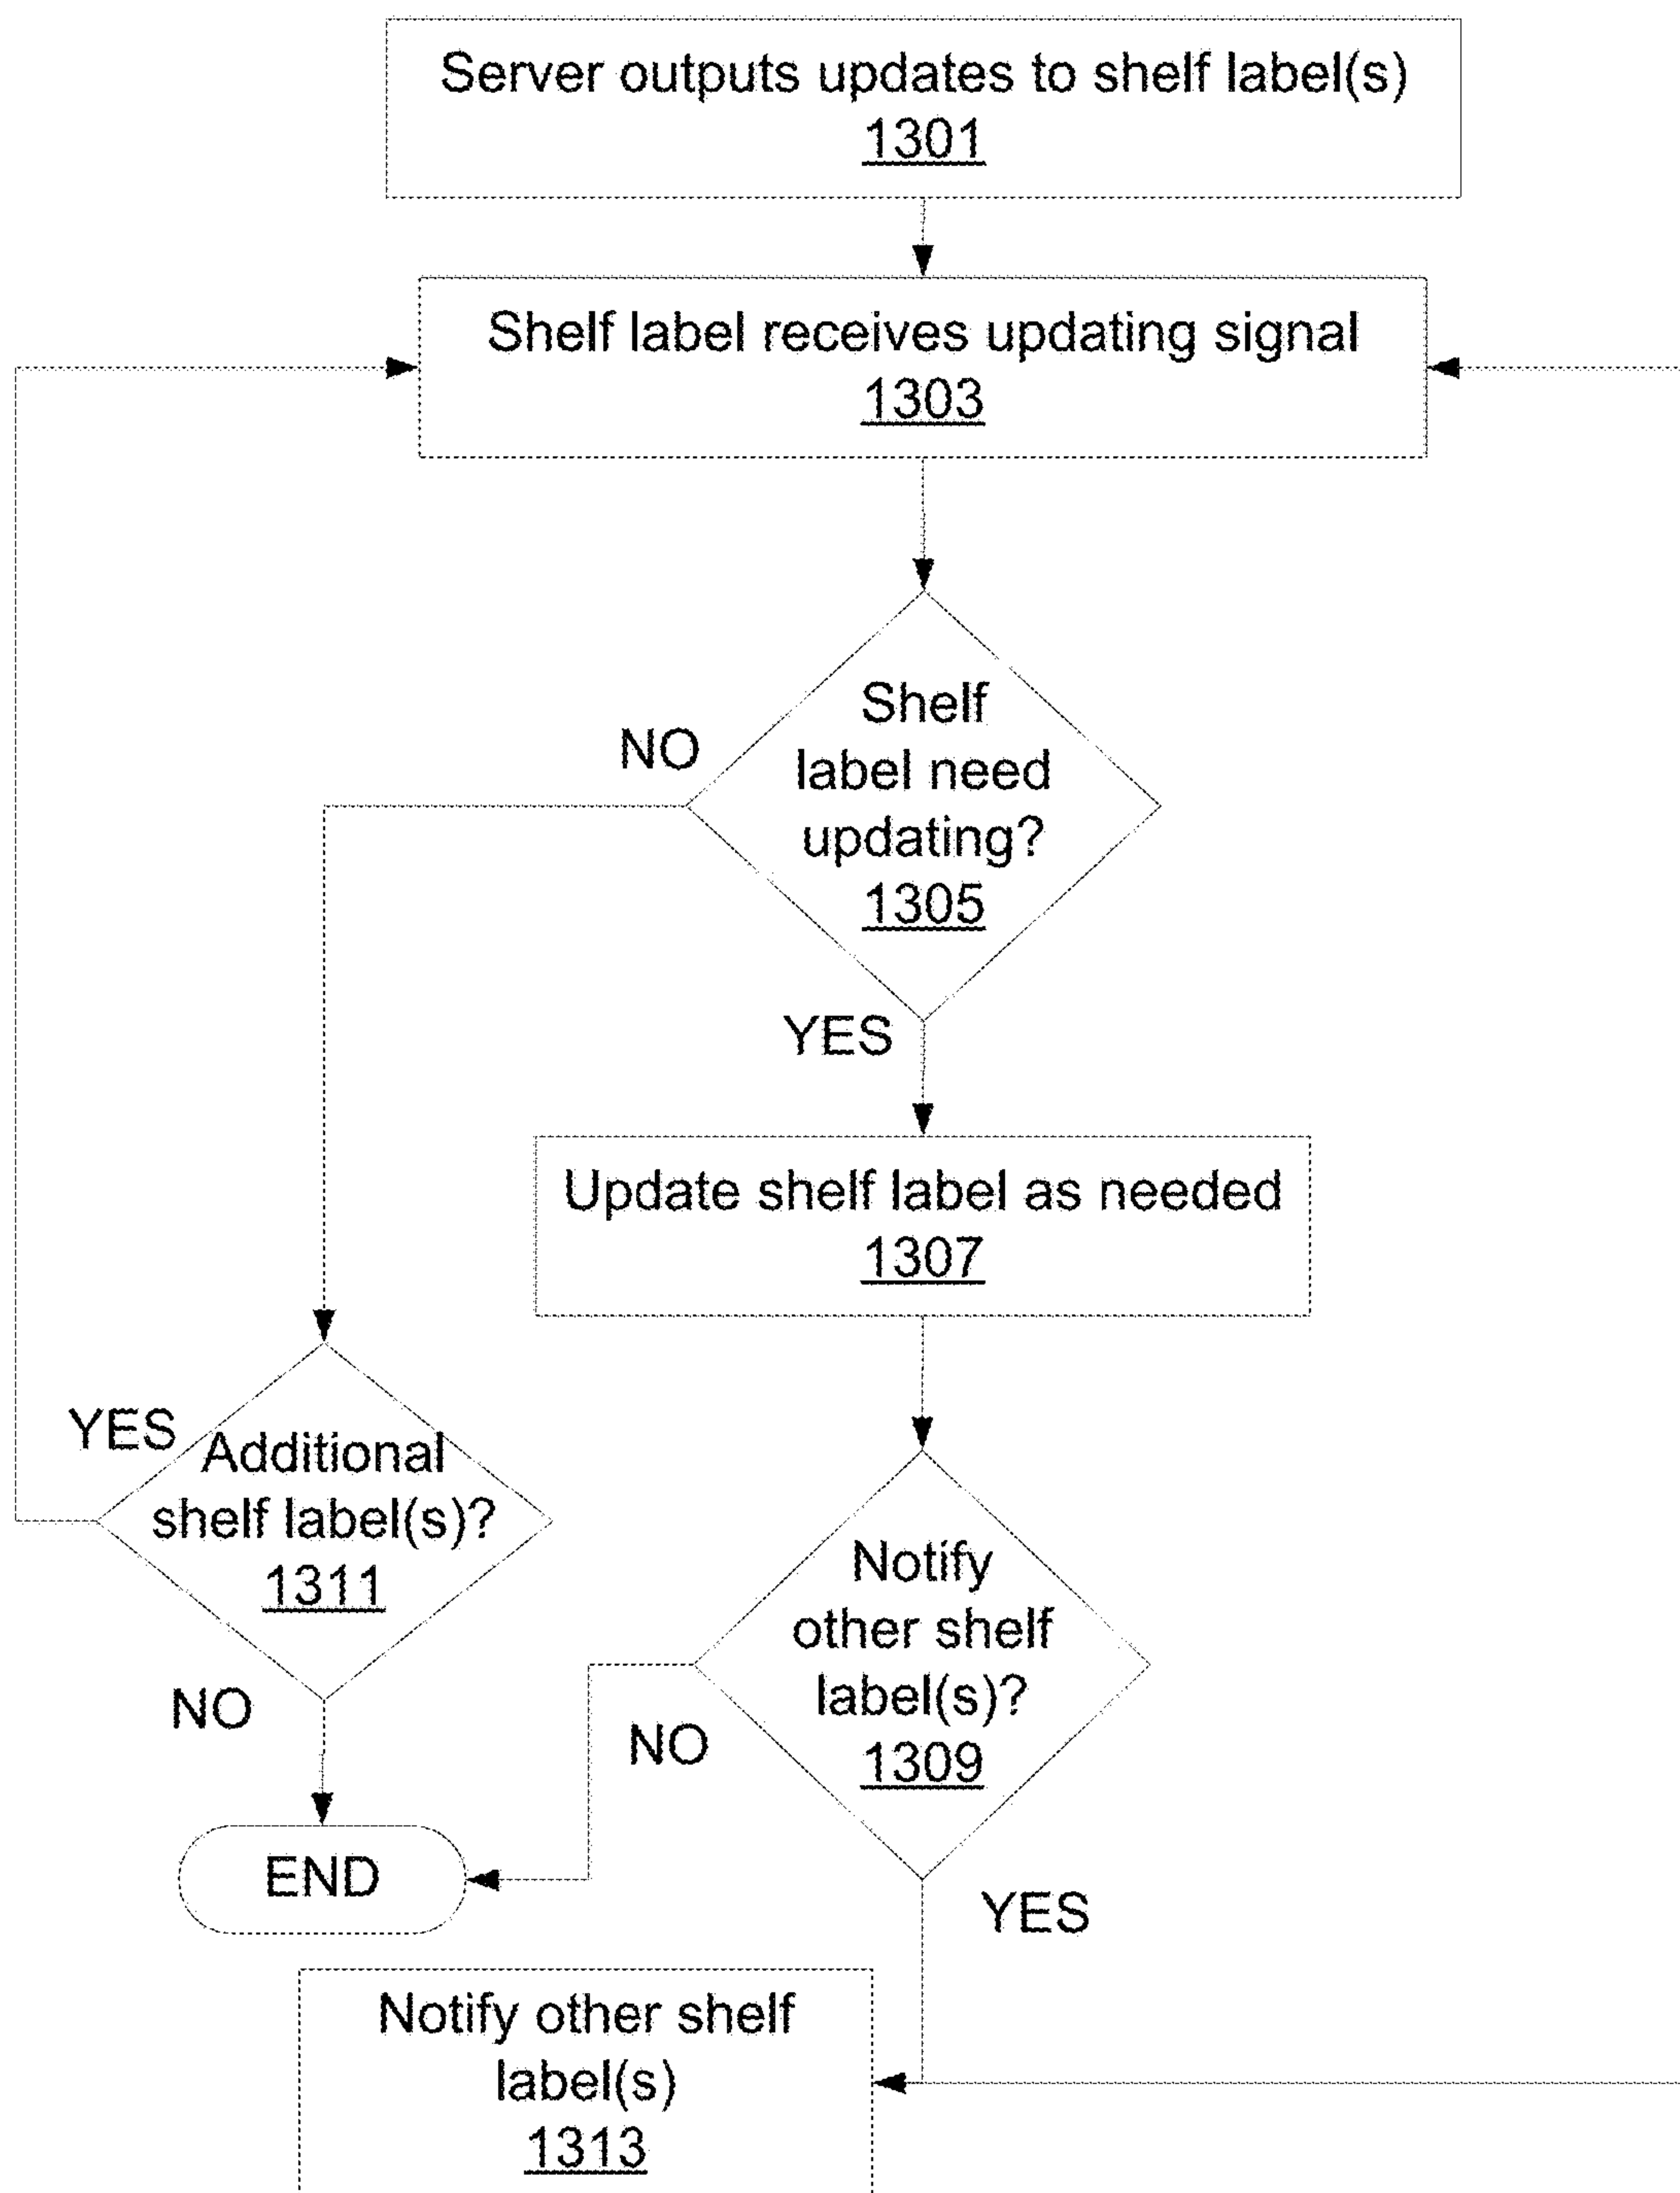 Server outputs updates to shelf label(s)
1301
Shelf label receives updating signal
1303
NO
Shelf
label need
updating?
1305
YES
Update shelf label as needed
1307
YES
Additional
shelf label(s)?
1311
NO
Notify
other shelf
label(s)?
1309
NO
END
YES
Notify other shelf
label(s)
1313